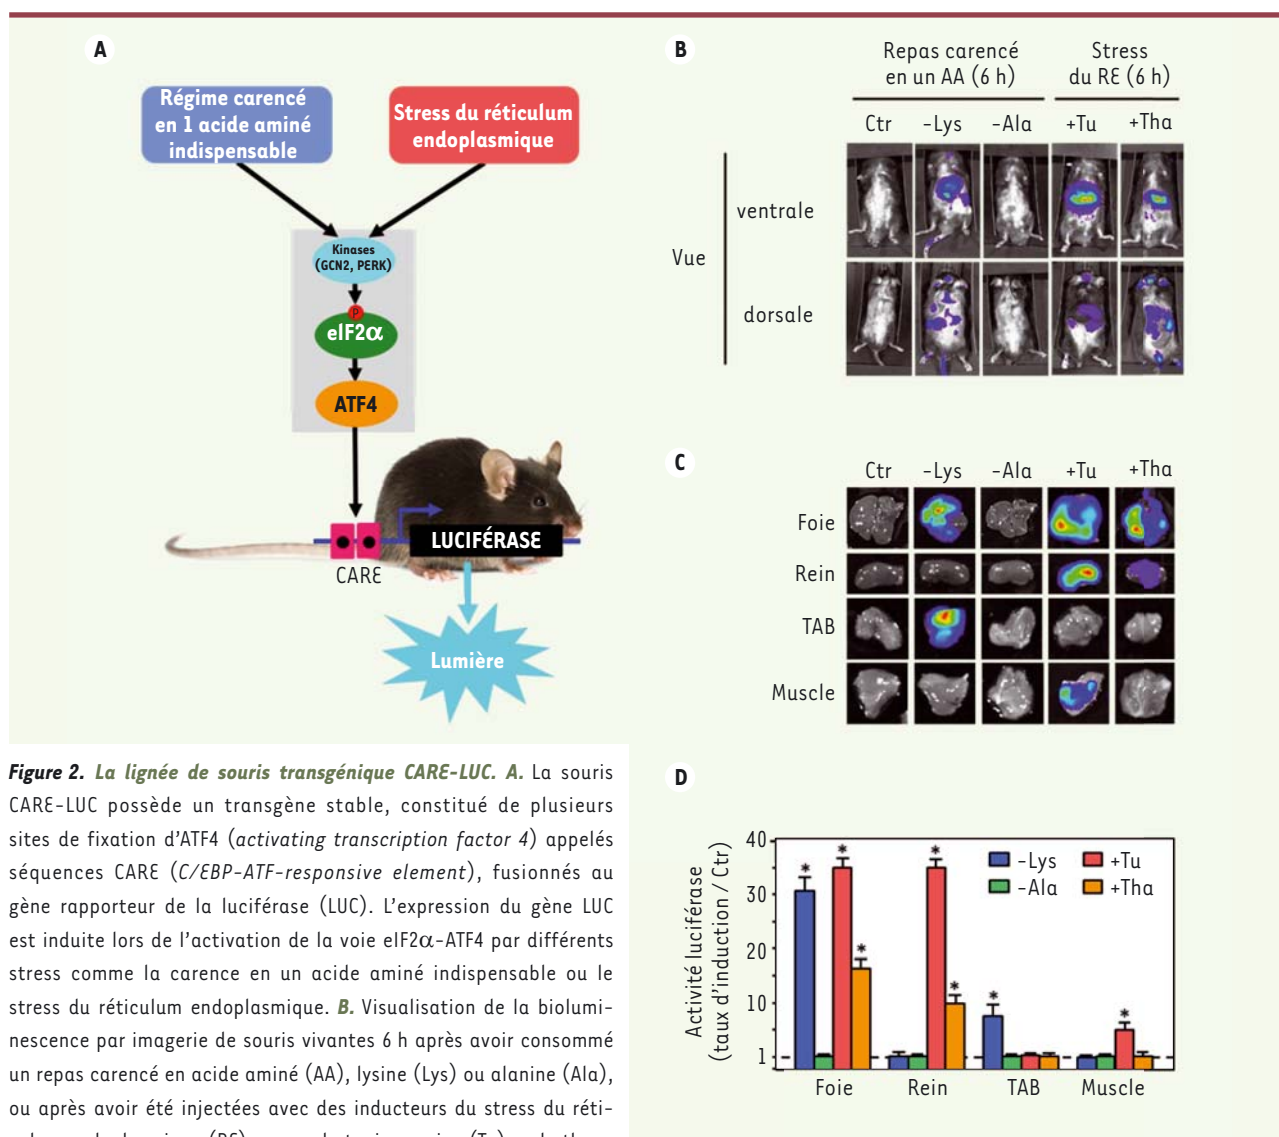 A
Régime carencé
en 1 acide aminé
indispensable
Stress du réticulum
endoplasmique
Kinases
(GCN2, PERK)
P
eIF2α
ATF4
CARE
LUCIFÉRASE
Lumière
B
Repas carencé
en un AA (6 h)
Stress
du RE (6 h)
Ctr -Lys -Ala +Tu +Tha
Vue
ventrale
dorsale
C
Ctr -Lys -Ala +Tu +Tha
Foie
Rein
TAB
Muscle
Figure 2. La lignée de souris transgénique CARE-LUC. A. La souris
CARE-LUC possède un transgène stable, constitué de plusieurs
sites de fixation d'ATF4 (activating transcription factor 4) appelés
séquences CARE (C/EBP-ATF-responsive element), fusionnés au
gène rapporteur de la luciférase (LUC). L'expression du gène LUC
est induite lors de l'activation de la voie eIF2α-ATF4 par différents
stress comme la carence en un acide aminé indispensable ou le
stress du réticulum endoplasmique. B. Visualisation de la biolumi-
nescence par imagerie de souris vivantes 6 h après avoir consommé
un repas carencé en acide aminé (AA), lysine (Lys) ou alanine (Ala),
ou après avoir été injectées avec des inducteurs du stress du réti-
D
Activité luciférase
(taux d'induction / Ctr)
40
30
20
10
1
-Lys +Tu
-Ala +Tha
* * * * * * *
Foie Rein TAB Muscle